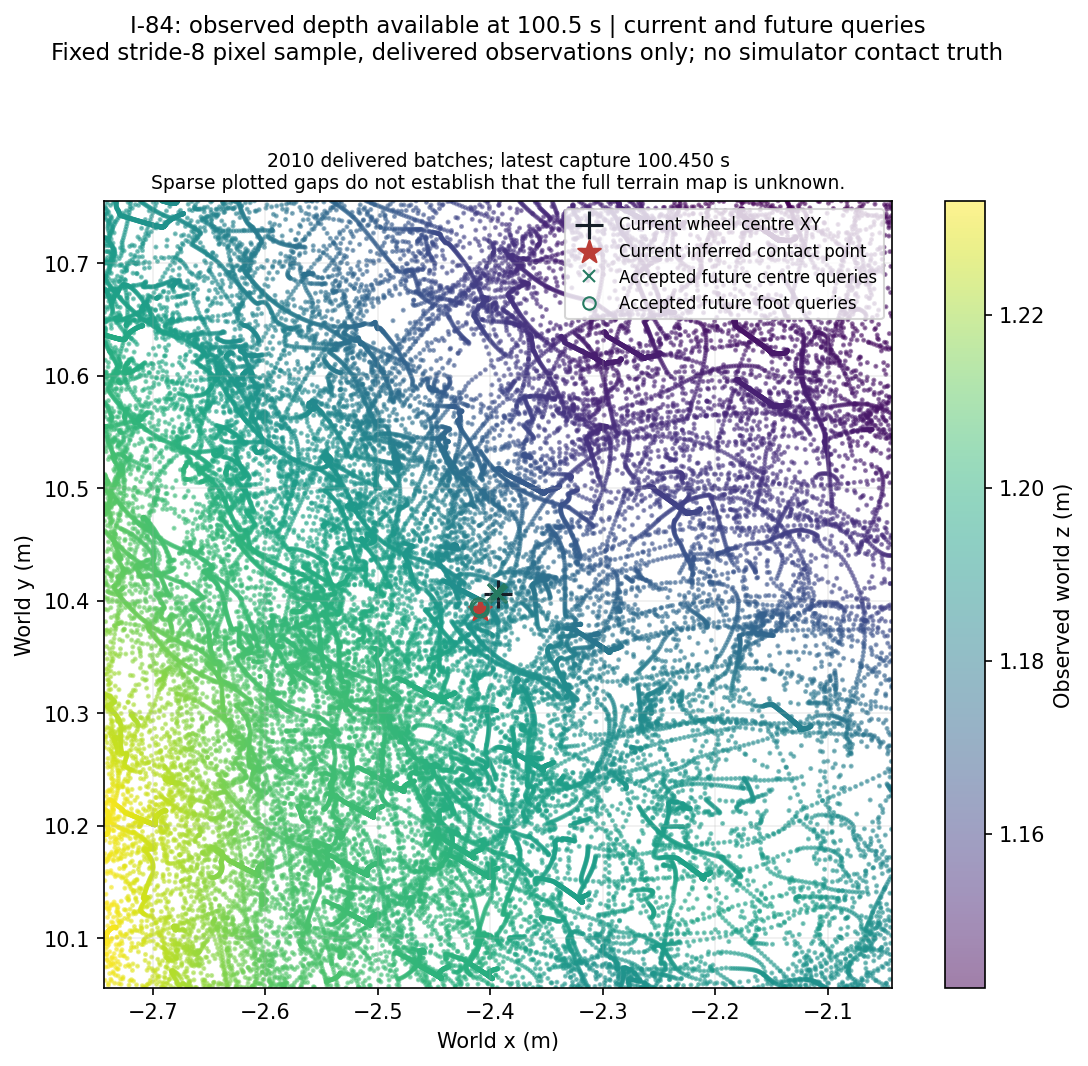 I-84: observed depth available at 100.5 s | current and future queries
Fixed stride-8 pixel sample, delivered observations only; no simulator contact truth
2010 delivered batches; latest capture 100.450 s
Sparse plotted gaps do not establish that the full terrain map is unknown.
Current wheel centre XY
Current inferred contact point
Accepted future centre queries
Accepted future foot queries
10.7
10.6
10.5
10.4
10.3
10.2
10.1
World y (m)
−2.7
−2.6
−2.5
−2.4
−2.3
−2.2
−2.1
World x (m)
1.22
1.20
1.18
1.16
Observed world z (m)